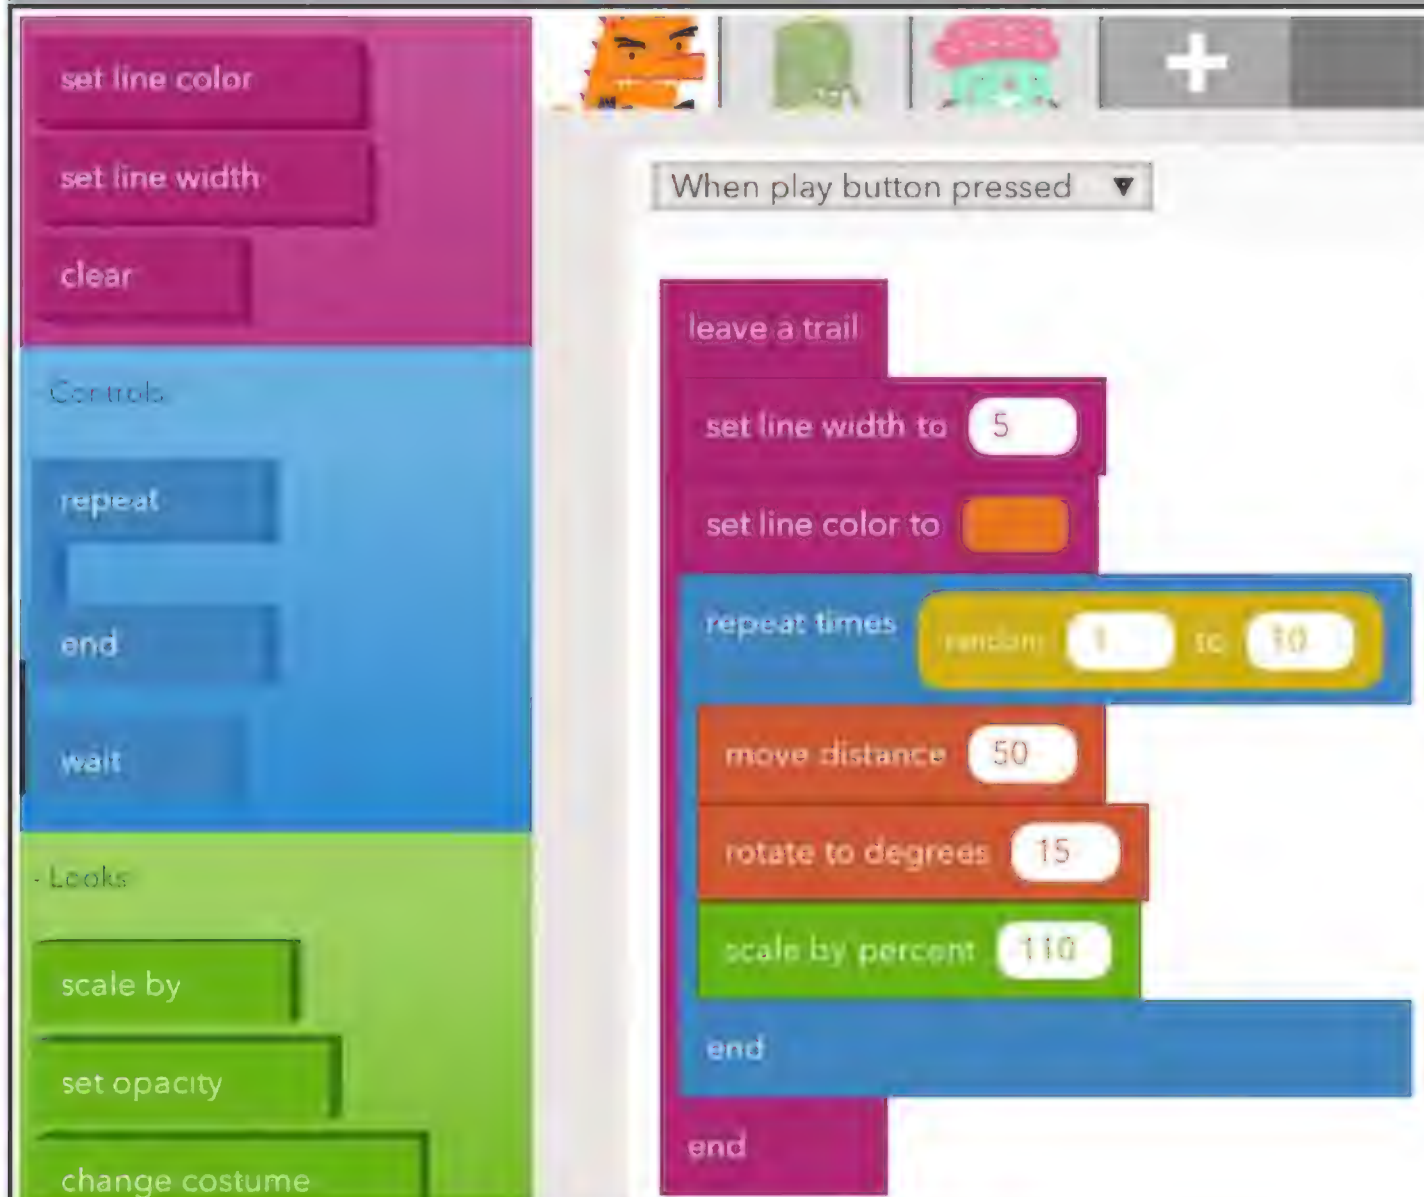 set line color
set line width
clear
Controls
repeat
end
wait
- Looks
scale by
set opacity
change costume
When play button pressed ▼
leave a trail
set line width to 5
set line color to
repeat times random 1 to 10
move distance 50
rotate to degrees 15
scale by percent 110
end
end